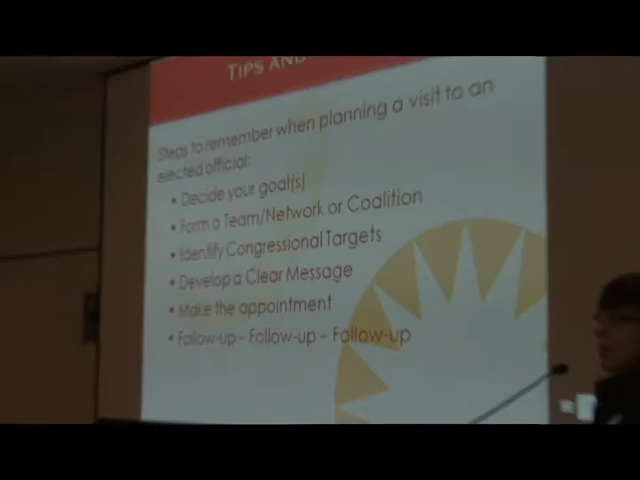 TIPS AND
Steps to remember when planning a visit to an
elected official:
• Decide your goal(s)
• Form a Team/Network or Coalition
• Identify Congressional Targets
• Develop a Clear Message
• Make the appointment
• Follow-up – Follow-up – Follow-up